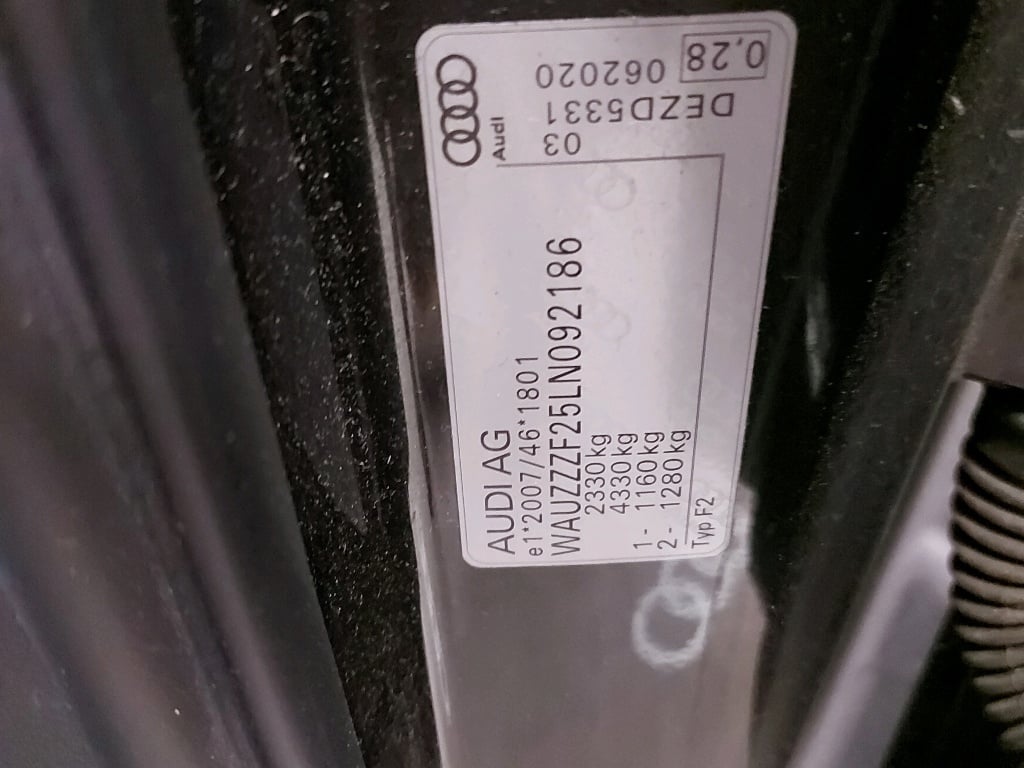 AUDI AG
e1*2007/46*1801
WAUZZZF25LN092186
2330kg
4330kg
1- 1160kg
2- 1280kg
Typ F2
Audi
03
DEZD5331
062020 0,28